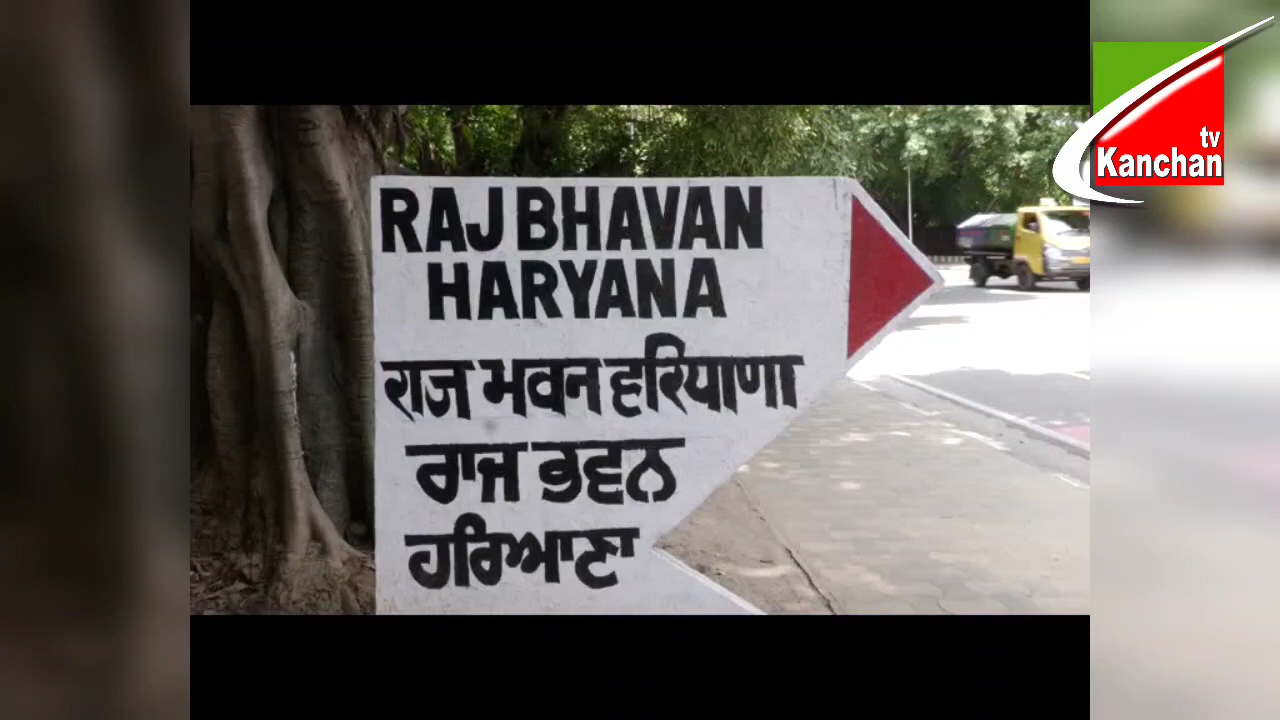 RAJ BHAVAN
HARYANA
राज भवन हरियाणा
ਰਾਜ ਭਵਨ
ਹਰਿਆਣਾ
tv
Kanchan